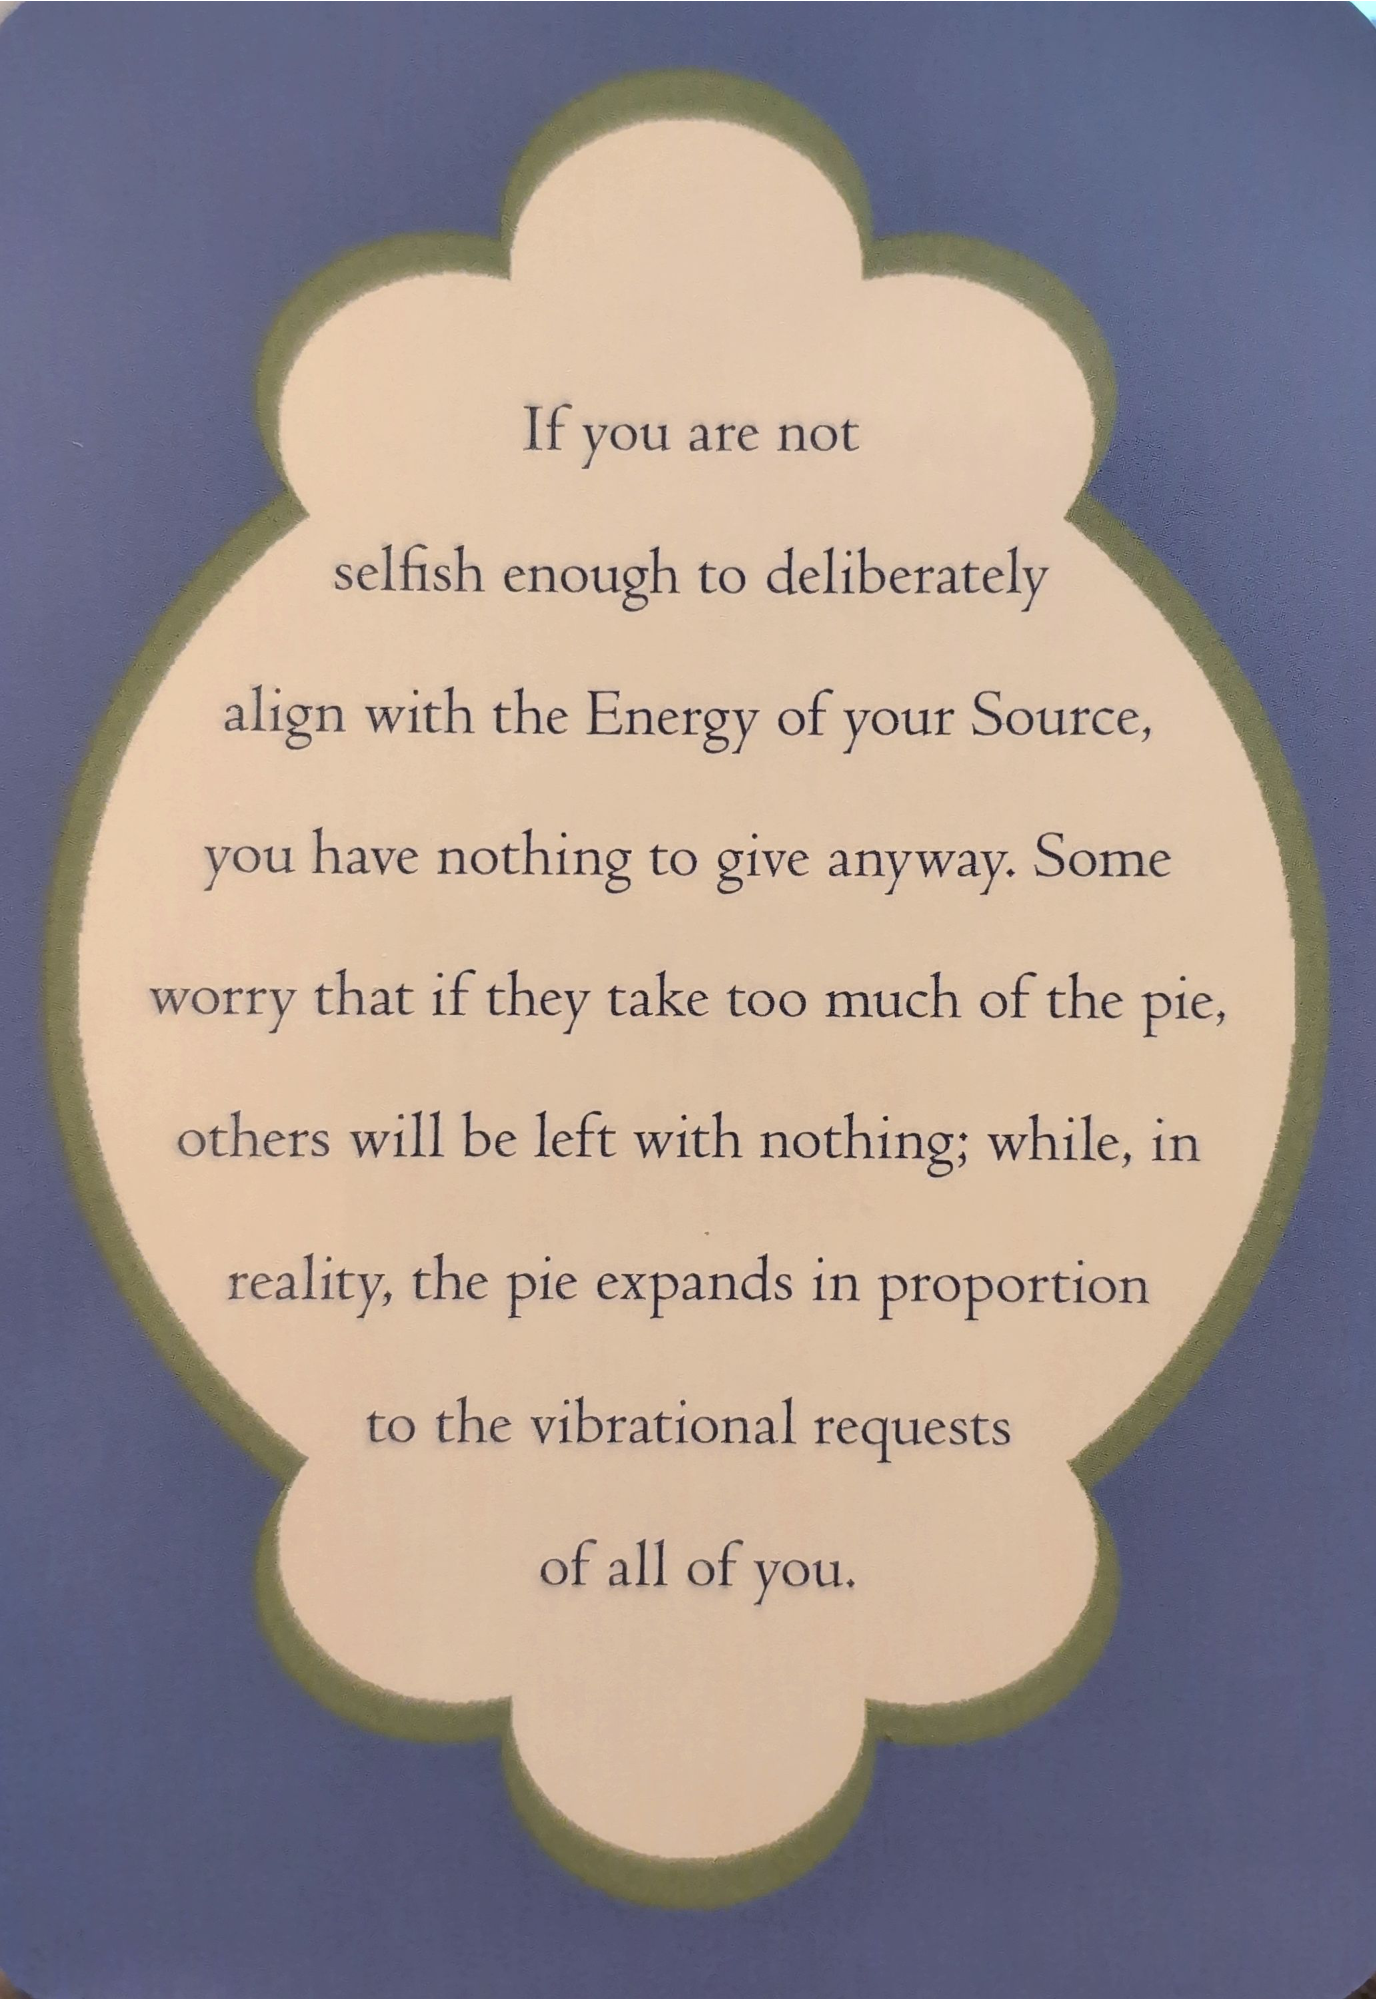 If you are not
selfish enough to deliberately
align with the Energy of your Source,
you have nothing to give anyway. Some
worry that if they take too much of the pie,
others will be left with nothing; while, in
reality, the pie expands in proportion
to the vibrational requests
of all of you.